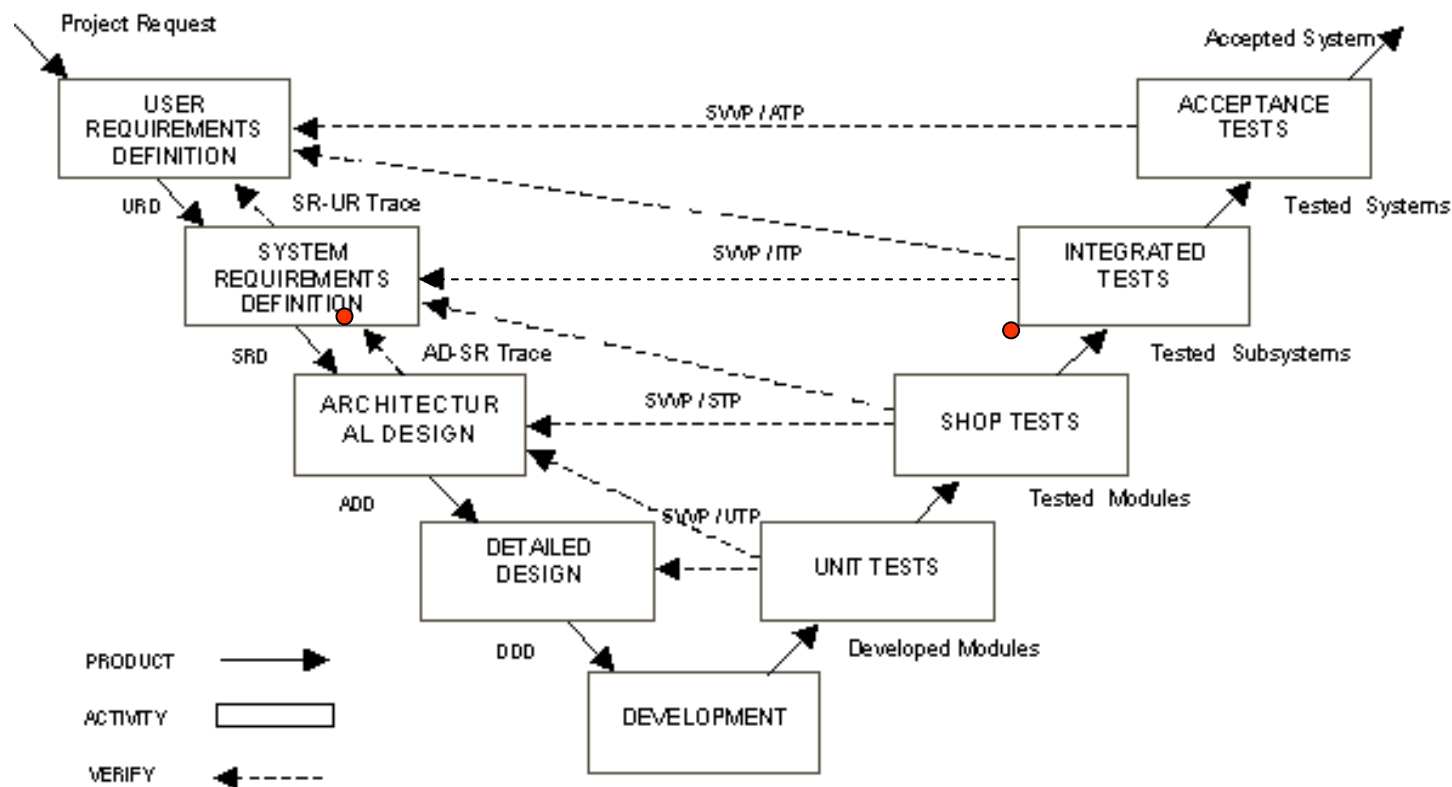 Project Request
Accepted System
USER
REQUIREMENTS
DEFINITION
SVVP / ATP
ACCEPTANCE
TESTS
URD
SR-UR Trace
Tested Systems
SYSTEM
REQUIREMENTS
DEFINITION
SVVP / ITP
INTEGRATED
TESTS
SRD
AD-SR Trace
Tested Subsystems
ARCHITECTUR
AL DESIGN
SVVP / STP
SHOP TESTS
ADD
Tested Modules
SVVP / UTP
DETAILED
DESIGN
UNIT TESTS
DDD
Developed Modules
PRODUCT
ACTIVITY
DEVELOPMENT
VERIFY